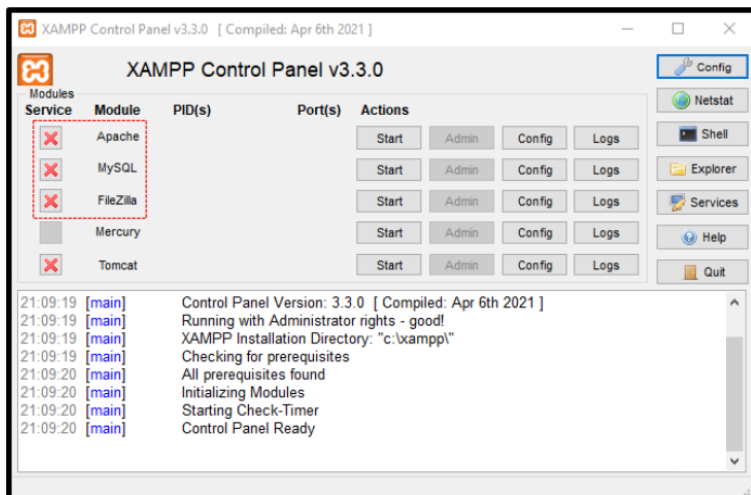 XAMPP Control Panel v3.3.0 [ Compiled: Apr 6th 2021 ]
XAMPP Control Panel v3.3.0
Config
Modules
Service Module PID(s) Port(s) Actions
Netstat
Apache Start Admin Config Logs
Shell
MySQL Start Admin Config Logs
Explorer
FileZilla Start Admin Config Logs
Services
Mercury Start Admin Config Logs
Help
Tomcat Start Admin Config Logs
Quit
21:09:19 [main] Control Panel Version: 3.3.0 [ Compiled: Apr 6th 2021 ]
21:09:19 [main] Running with Administrator rights - good!
21:09:19 [main] XAMPP Installation Directory: "c:\xampp\"
21:09:19 [main] Checking for prerequisites
21:09:20 [main] All prerequisites found
21:09:20 [main] Initializing Modules
21:09:20 [main] Starting Check-Timer
21:09:20 [main] Control Panel Ready